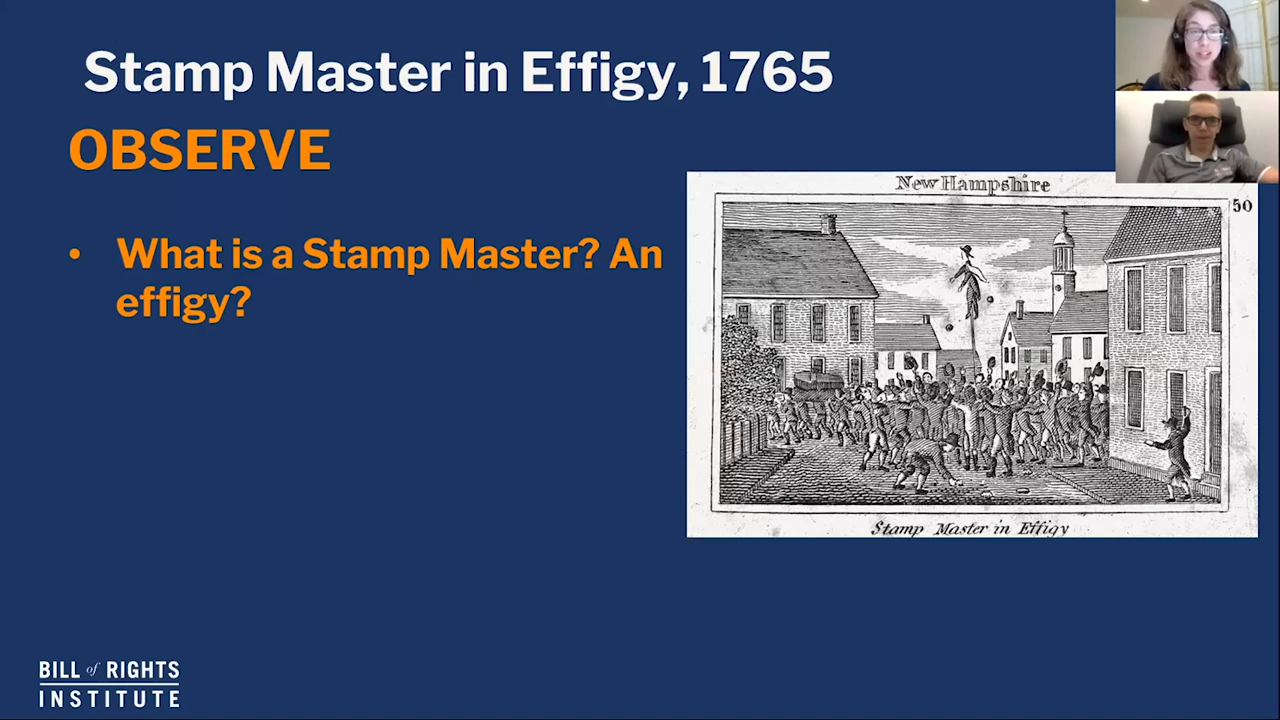 Stamp Master in Effigy, 1765
OBSERVE
• What is a Stamp Master? An
effigy?
New Hampshire
50
Stamp Master in Effigy
BILL of RIGHTS
INSTITUTE